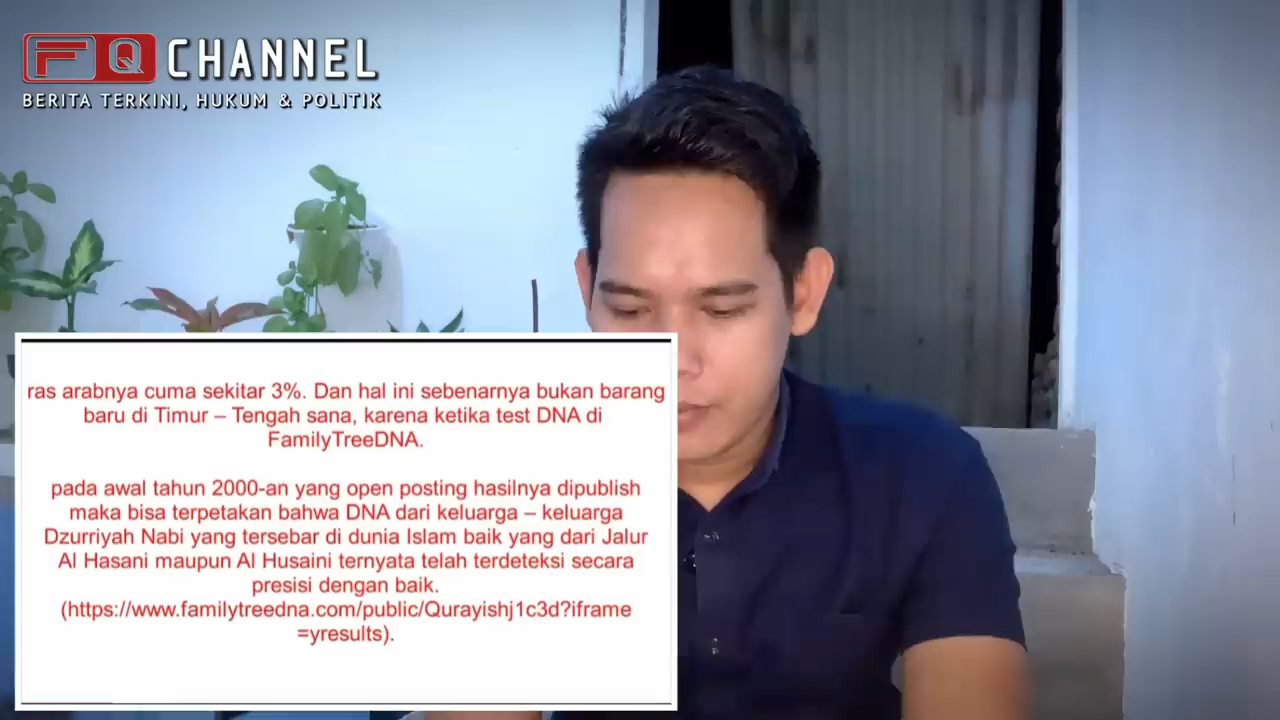 FQ CHANNEL
BERITA TERKINI, HUKUM & POLITIK
ras arabnya cuma sekitar 3%. Dan hal ini sebenarnya bukan barang
baru di Timur – Tengah sana, karena ketika test DNA di
FamilyTreeDNA.
pada awal tahun 2000-an yang open posting hasilnya dipublish
maka bisa terpetakan bahwa DNA dari keluarga – keluarga
Dzurriyah Nabi yang tersebar di dunia Islam baik yang dari Jalur
Al Hasani maupun Al Husaini ternyata telah terdeteksi secara
presisi dengan baik.
(https://www.familytreedna.com/public/Qurayishj1c3d?iframe
=yresults).